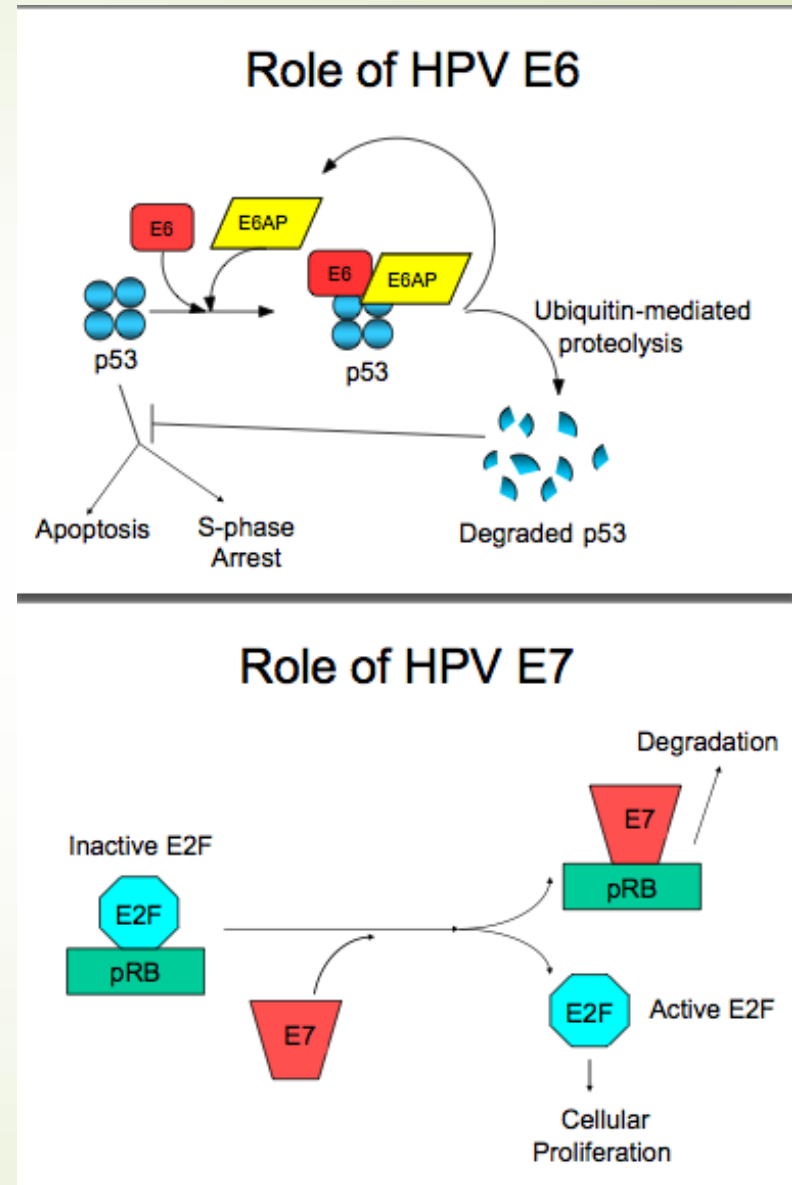 Role of HPV E6
E6
E6AP
E6
E6AP
p53
p53
Ubiquitin-mediated
proteolysis
Apoptosis
S-phase
Arrest
Degraded p53
Role of HPV E7
Degradation
Inactive E2F
E7
pRB
E2F
pRB
E7
E2F
Active E2F
Cellular
Proliferation